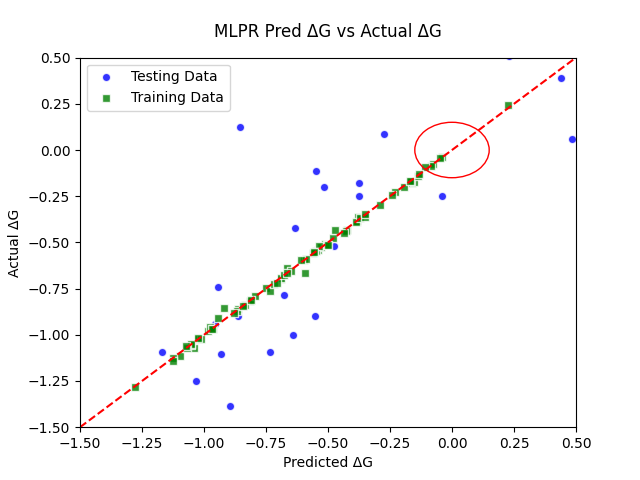 MLPR Pred ΔG vs Actual ΔG
Testing Data
Training Data
0.50
0.25
0.00
−0.25
−0.50
−0.75
−1.00
−1.25
−1.50
Actual ΔG
−1.50 −1.25 −1.00 −0.75 −0.50 −0.25 0.00 0.25 0.50
Predicted ΔG